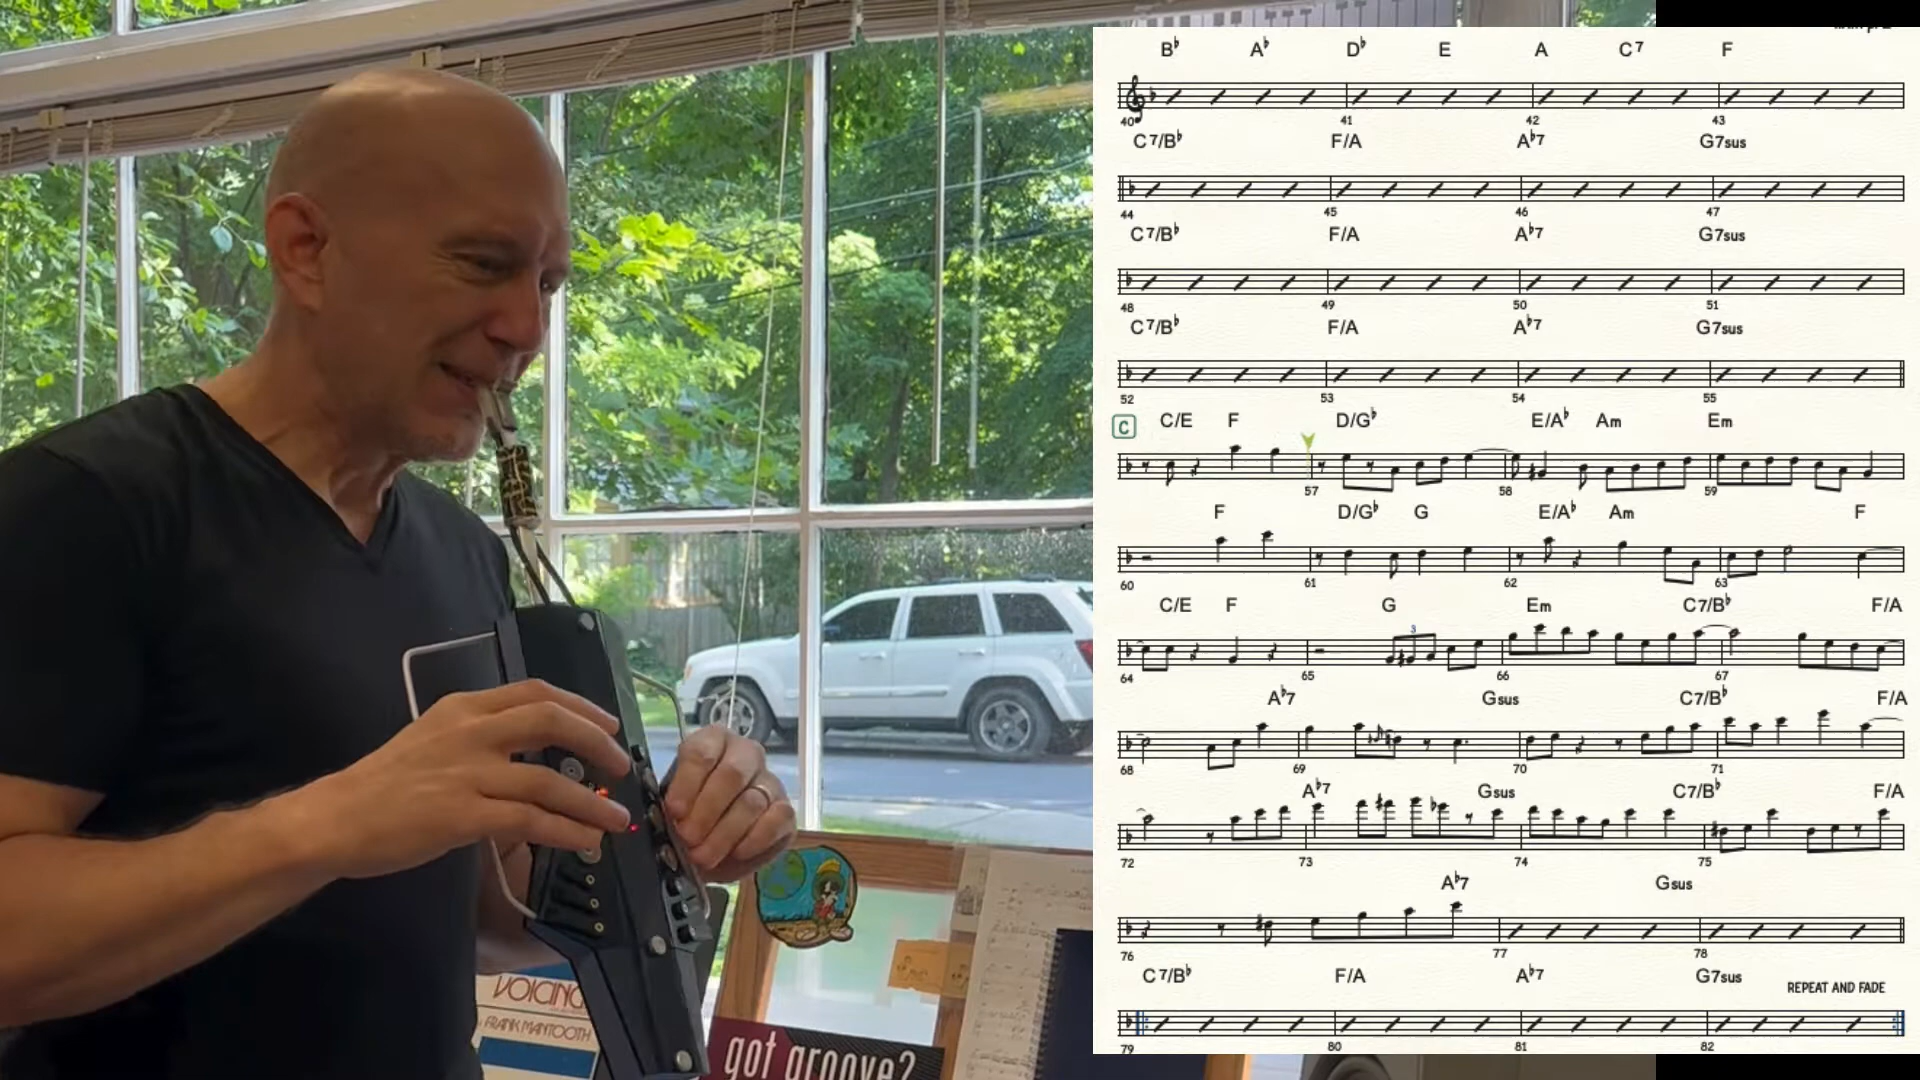 VOICING
FRANK MANTOOTH
got groove?
B♭ A♭ D♭ E A C7 F
40 41 42 43
C7/B♭ F/A A♭7 G7sus
44 45 46 47
C7/B♭ F/A A♭7 G7sus
48 49 50 51
C7/B♭ F/A A♭7 G7sus
52 53 54 55
C C/E F D/G♭ E/A♭ Am Em
57 58 59
F D/G♭ G E/A♭ Am F
60 61 62 63
C/E F G Em C7/B♭ F/A
3
64 65 66 67
A♭7 Gsus C7/B♭ F/A
68 69 70 71
A♭7 Gsus C7/B♭ F/A
72 73 74 75
A♭7 Gsus
76 77 78
C7/B♭ F/A A♭7 G7sus
REPEAT AND FADE
79 80 81 82